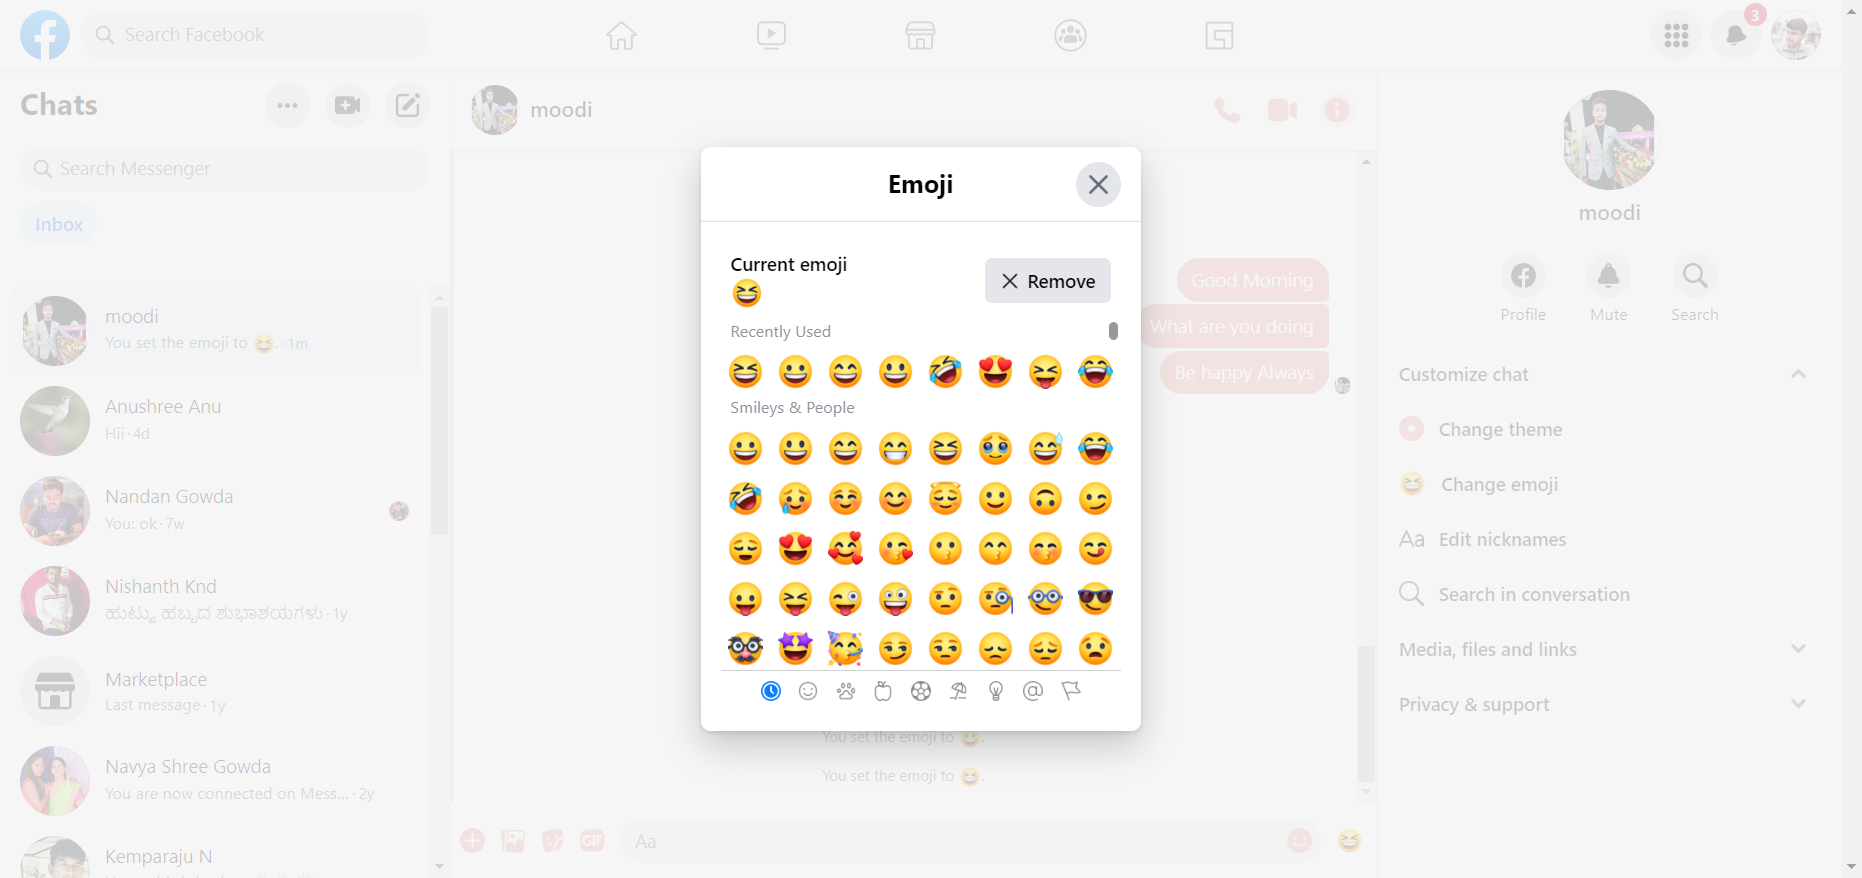 Search Facebook
3
Chats
Search Messenger
Inbox
moodi
You set the emoji to 😆. · 1m
Anushree Anu
Hii · 4d
Nandan Gowda
You: ok · 7w
Nishanth Knd
ಹುಟ್ಟು ಹಬ್ಬದ ಶುಭಾಶಯಗಳು · 1y
Marketplace
Last message · 1y
Navya Shree Gowda
You are now connected on Mess... · 2y
Kemparaju N
moodi
Good Morning
What are you doing
Be happy Always
You set the emoji to 😀.
You set the emoji to 😆.
GIF
Aa
Emoji
Current emoji
Remove
Recently Used
Smileys & People
moodi
Profile
Mute
Search
Customize chat
Change theme
Change emoji
Aa Edit nicknames
Search in conversation
Media, files and links
Privacy & support